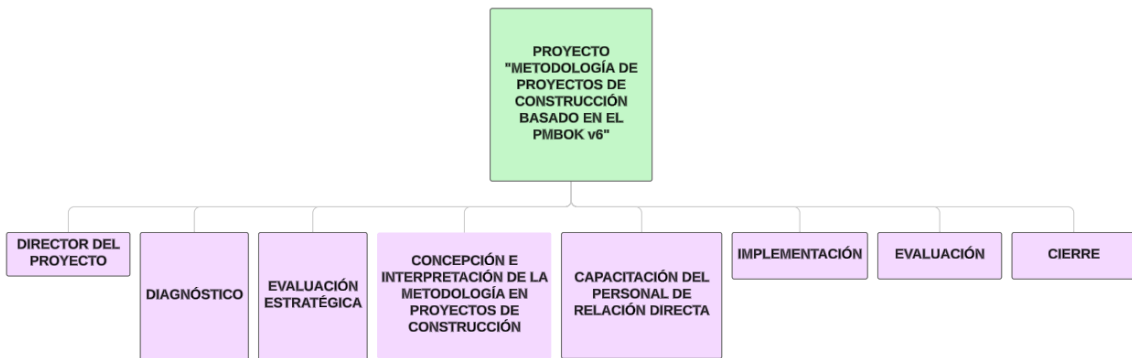 PROYECTO
"METODOLOGÍA DE
PROYECTOS DE
CONSTRUCCIÓN
BASADO EN EL
PMBOK v6"
DIRECTOR DEL
PROYECTO
DIAGNÓSTICO
EVALUACIÓN
ESTRATÉGICA
CONCEPCIÓN E
INTERPRETACIÓN DE LA
METODOLOGÍA EN
PROYECTOS DE
CONSTRUCCIÓN
CAPACITACIÓN DEL
PERSONAL DE
RELACIÓN DIRECTA
IMPLEMENTACIÓN
EVALUACIÓN
CIERRE